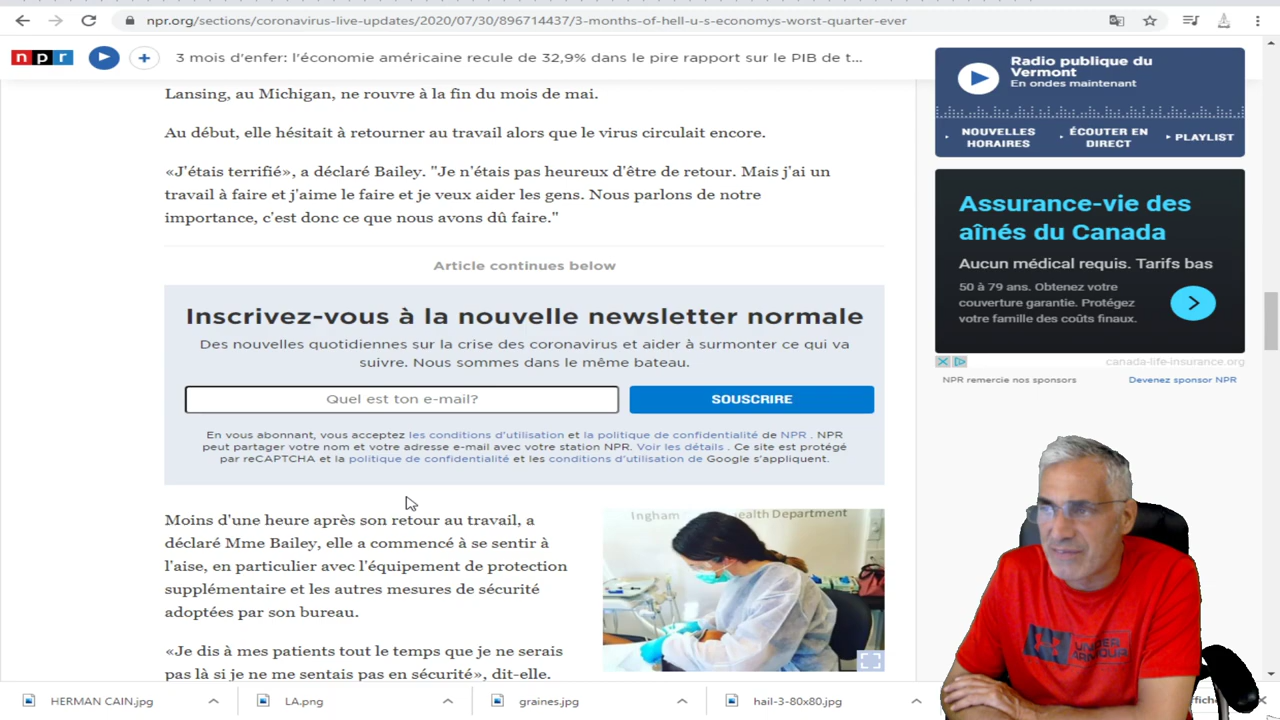 npr.org/sections/coronavirus-live-updates/2020/07/30/896714437/3-months-of-hell-u-s-economys-worst-quarter-ever
npr
3 mois d'enfer: l'économie américaine recule de 32,9% dans le pire rapport sur le PIB de t...
Lansing, au Michigan, ne rouvre à la fin du mois de mai.
Au début, elle hésitait à retourner au travail alors que le virus circulait encore.
«J'étais terrifié», a déclaré Bailey. "Je n'étais pas heureux d'être de retour. Mais j'ai un
travail à faire et j'aime le faire et je veux aider les gens. Nous parlons de notre
importance, c'est donc ce que nous avons dû faire."
Article continues below
Inscrivez-vous à la nouvelle newsletter normale
Des nouvelles quotidiennes sur la crise des coronavirus et aider à surmonter ce qui va
suivre. Nous sommes dans le même bateau.
Quel est ton e-mail?
SOUSCRIRE
En vous abonnant, vous acceptez les conditions d'utilisation et la politique de confidentialité de NPR . NPR
peut partager votre nom et votre adresse e-mail avec votre station NPR. Voir les détails . Ce site est protégé
par reCAPTCHA et la politique de confidentialité et les conditions d'utilisation de Google s'appliquent.
Moins d'une heure après son retour au travail, a
déclaré Mme Bailey, elle a commencé à se sentir à
l'aise, en particulier avec l'équipement de protection
supplémentaire et les autres mesures de sécurité
adoptées par son bureau.
«Je dis à mes patients tout le temps que je ne serais
pas là si je ne me sentais pas en sécurité», dit-elle.
Ingham ealth Department
Radio publique du
Vermont
En ondes maintenant
NOUVELLES
HORAIRES
ÉCOUTER EN
DIRECT
PLAYLIST
Assurance-vie des
aînés du Canada
Aucun médical requis. Tarifs bas
50 à 79 ans. Obtenez votre
couverture garantie. Protégez
votre famille des coûts finaux.
canada-life-insurance.org
NPR remercie nos sponsors
Devenez sponsor NPR
UNDER
ARMOUR
HERMAN CAIN.jpg
LA.png
graines.jpg
hail-3-80x80.jpg